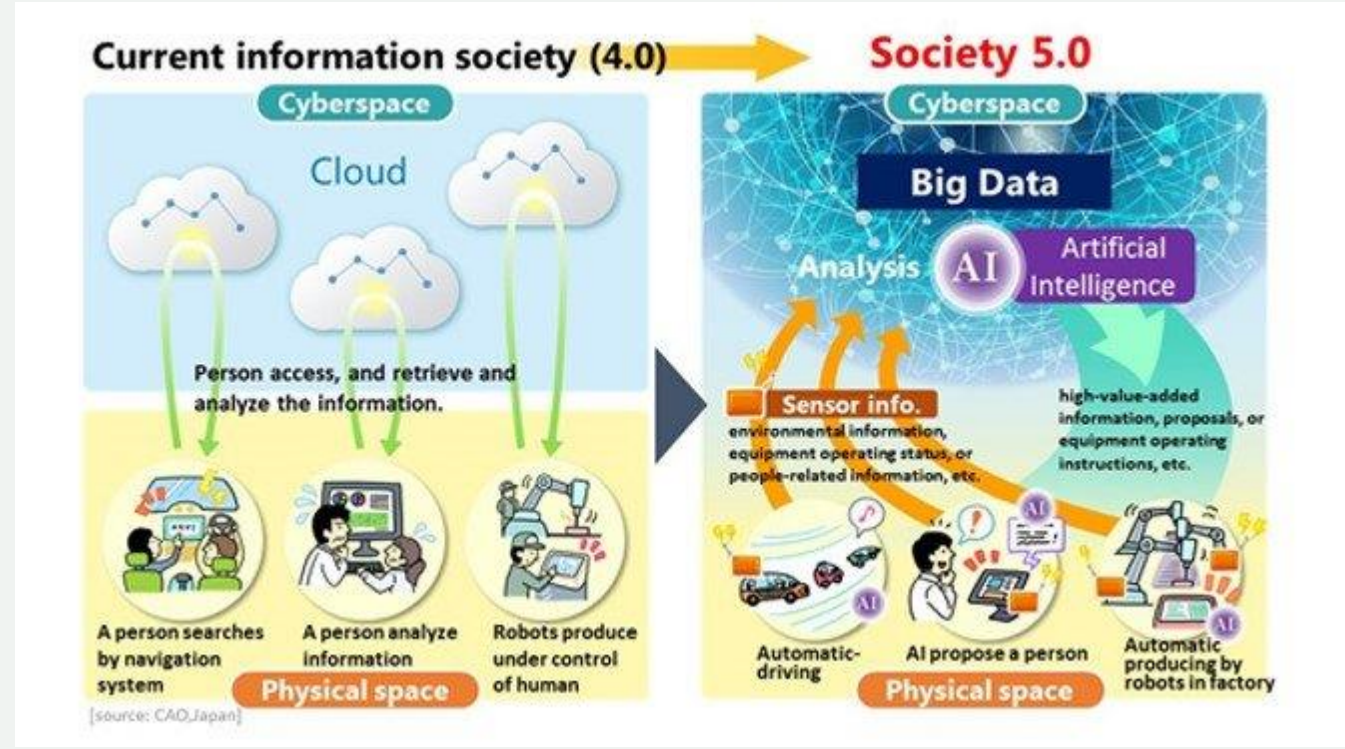 Current information society (4.0)
Society 5.0
Cyberspace
Cloud
Person access, and retrieve and
analyze the information.
A person searches
by navigation
system
A person analyze
information
Robots produce
under control
of human
Physical space
[source: CAO,Japan]
Cyberspace
Big Data
Analysis
AI
Artificial
Intelligence
Sensor info.
environmental information,
equipment operating status, or
people-related information, etc.
high-value-added
information, proposals, or
equipment operating
instructions, etc.
AI
AI
AI
Automatic-
driving
AI propose a person
Automatic
producing by
robots in factory
Physical space